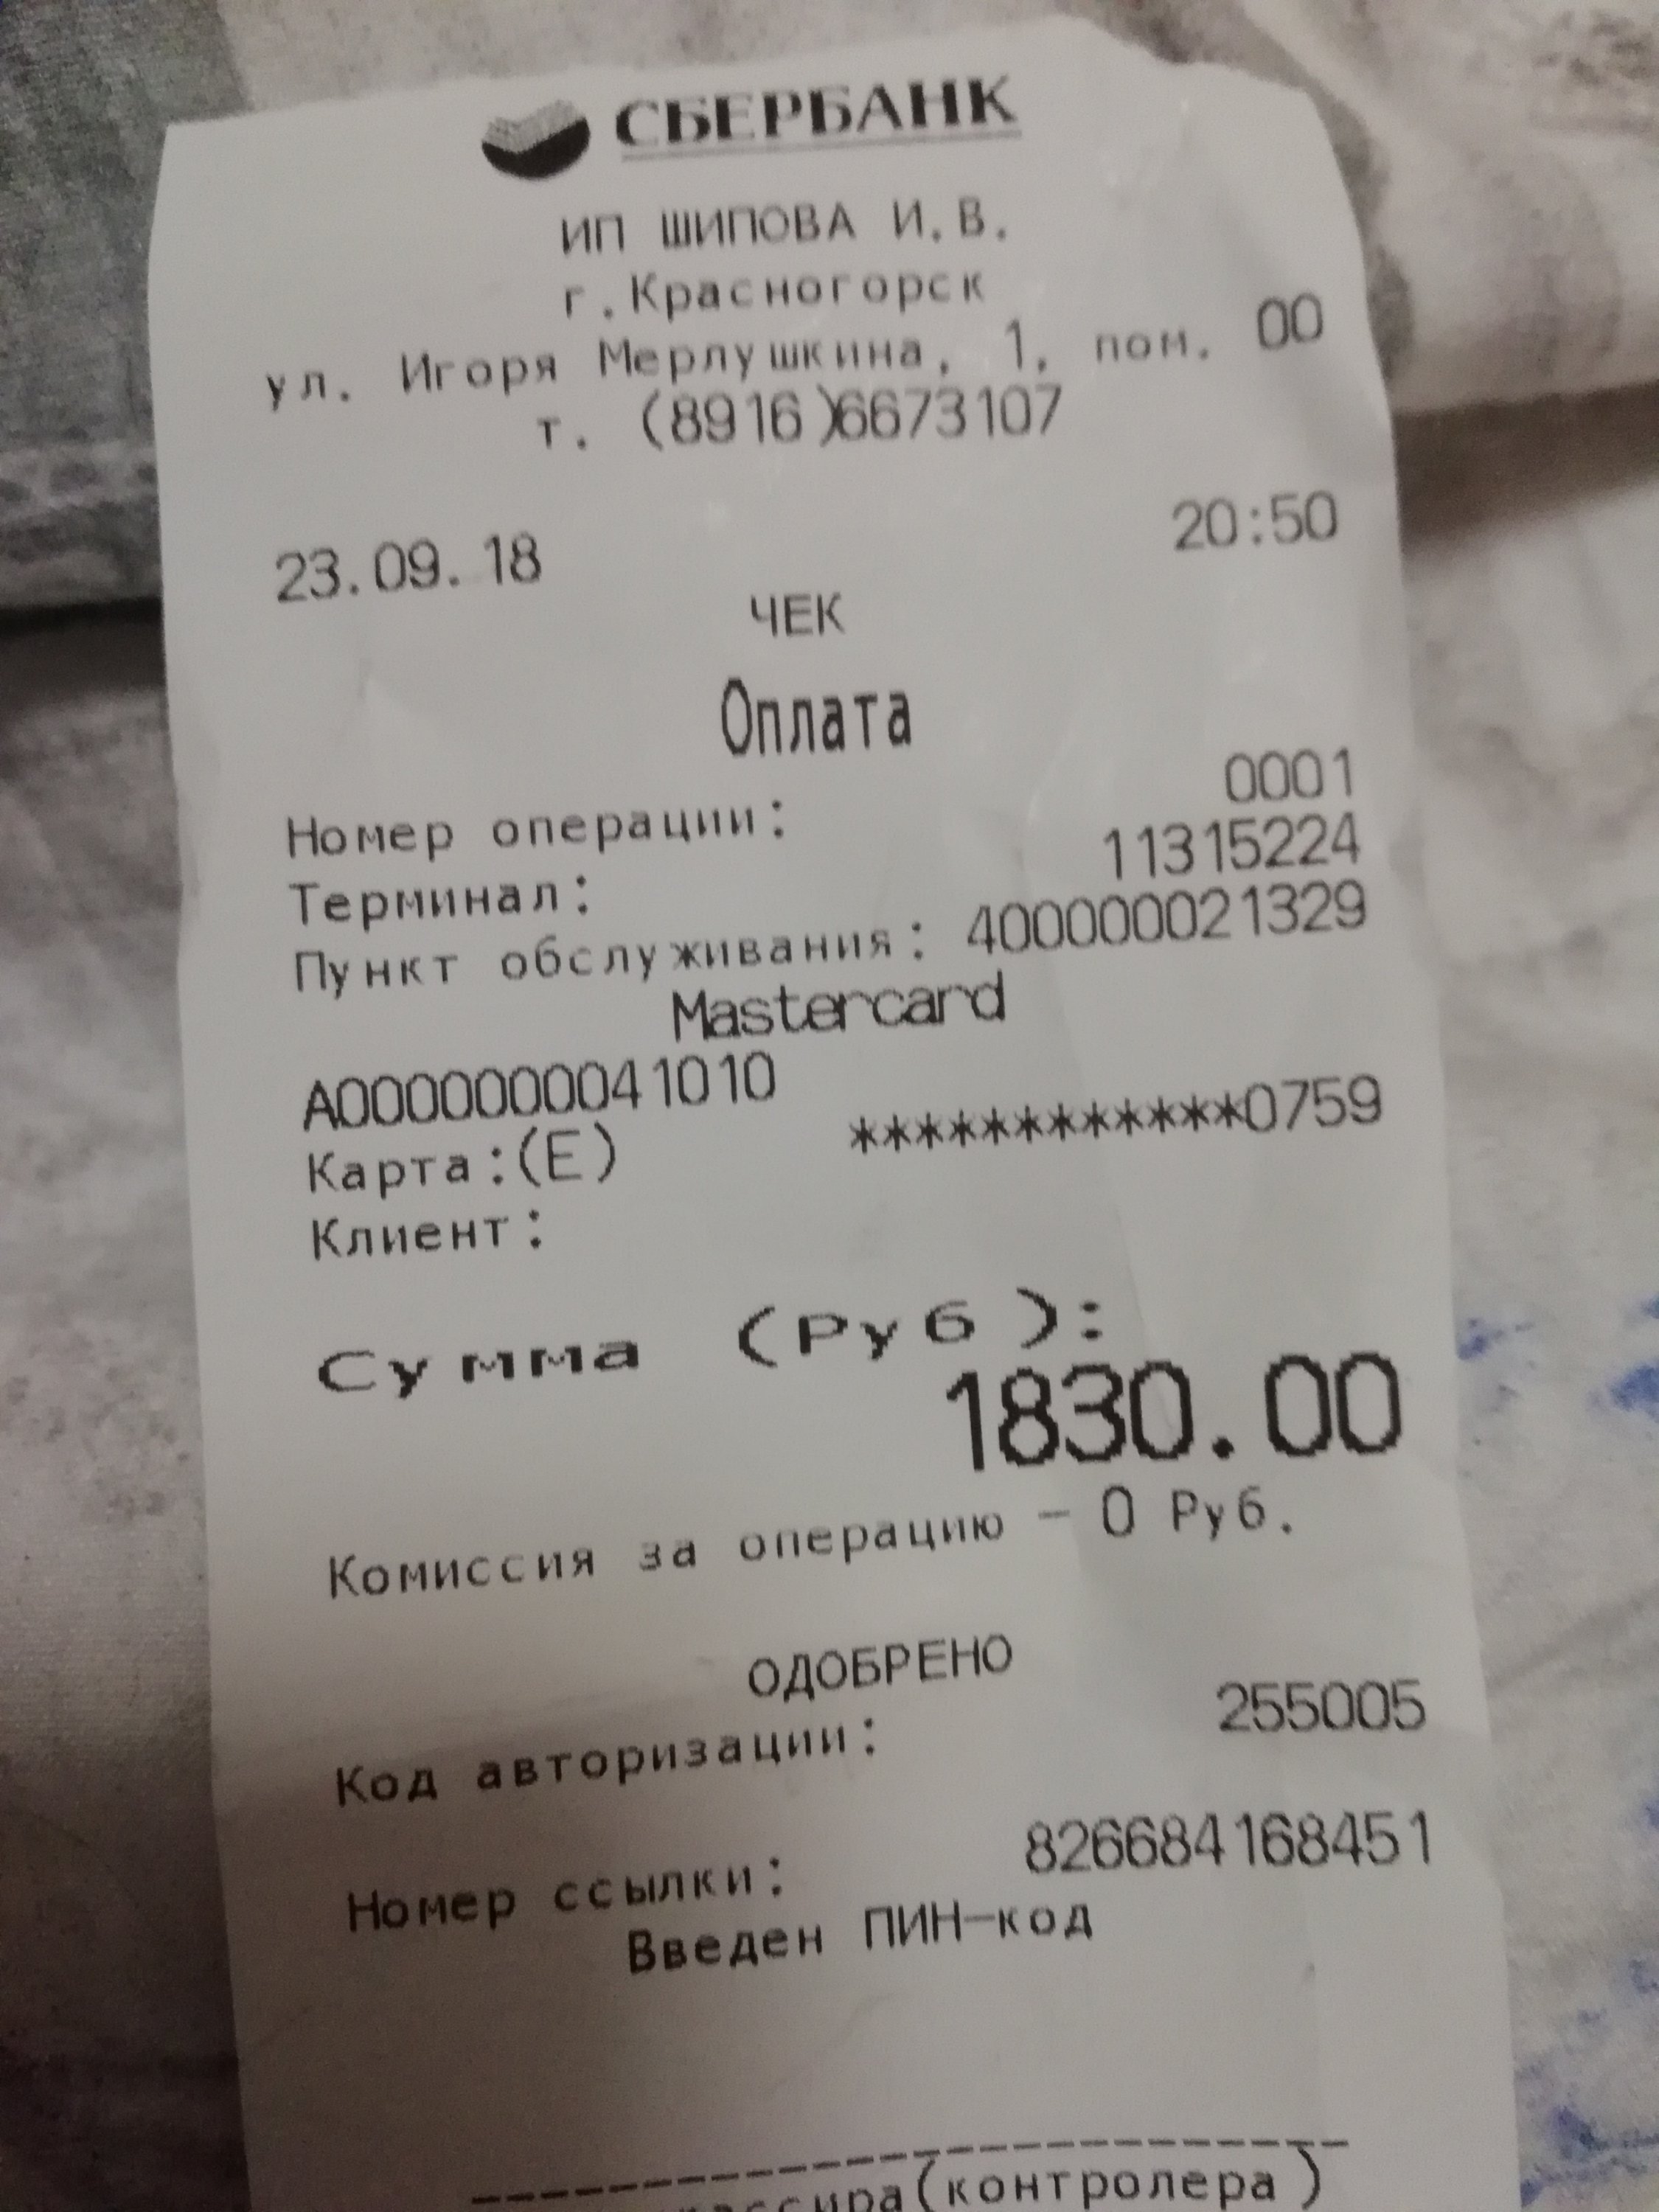 СБЕРБАНК
ИП ШИПОВА И.В.
г.Красногорск
ул. Игоря Мерлушкина, 1, пом. 00
т. (8916)6673107
23.09.18 20:50
ЧЕК
Оплата
Номер операции: 0001
Терминал: 11315224
Пункт обслуживания: 400000021329
Mastercard
A0000000041010
Карта:(E) ************0759
Клиент:
Сумма (Руб):
1830.00
Комиссия за операцию – 0 Руб.
ОДОБРЕНО
Код авторизации: 255005
Номер ссылки: 826684168451
Введен ПИН-код
(контролера)